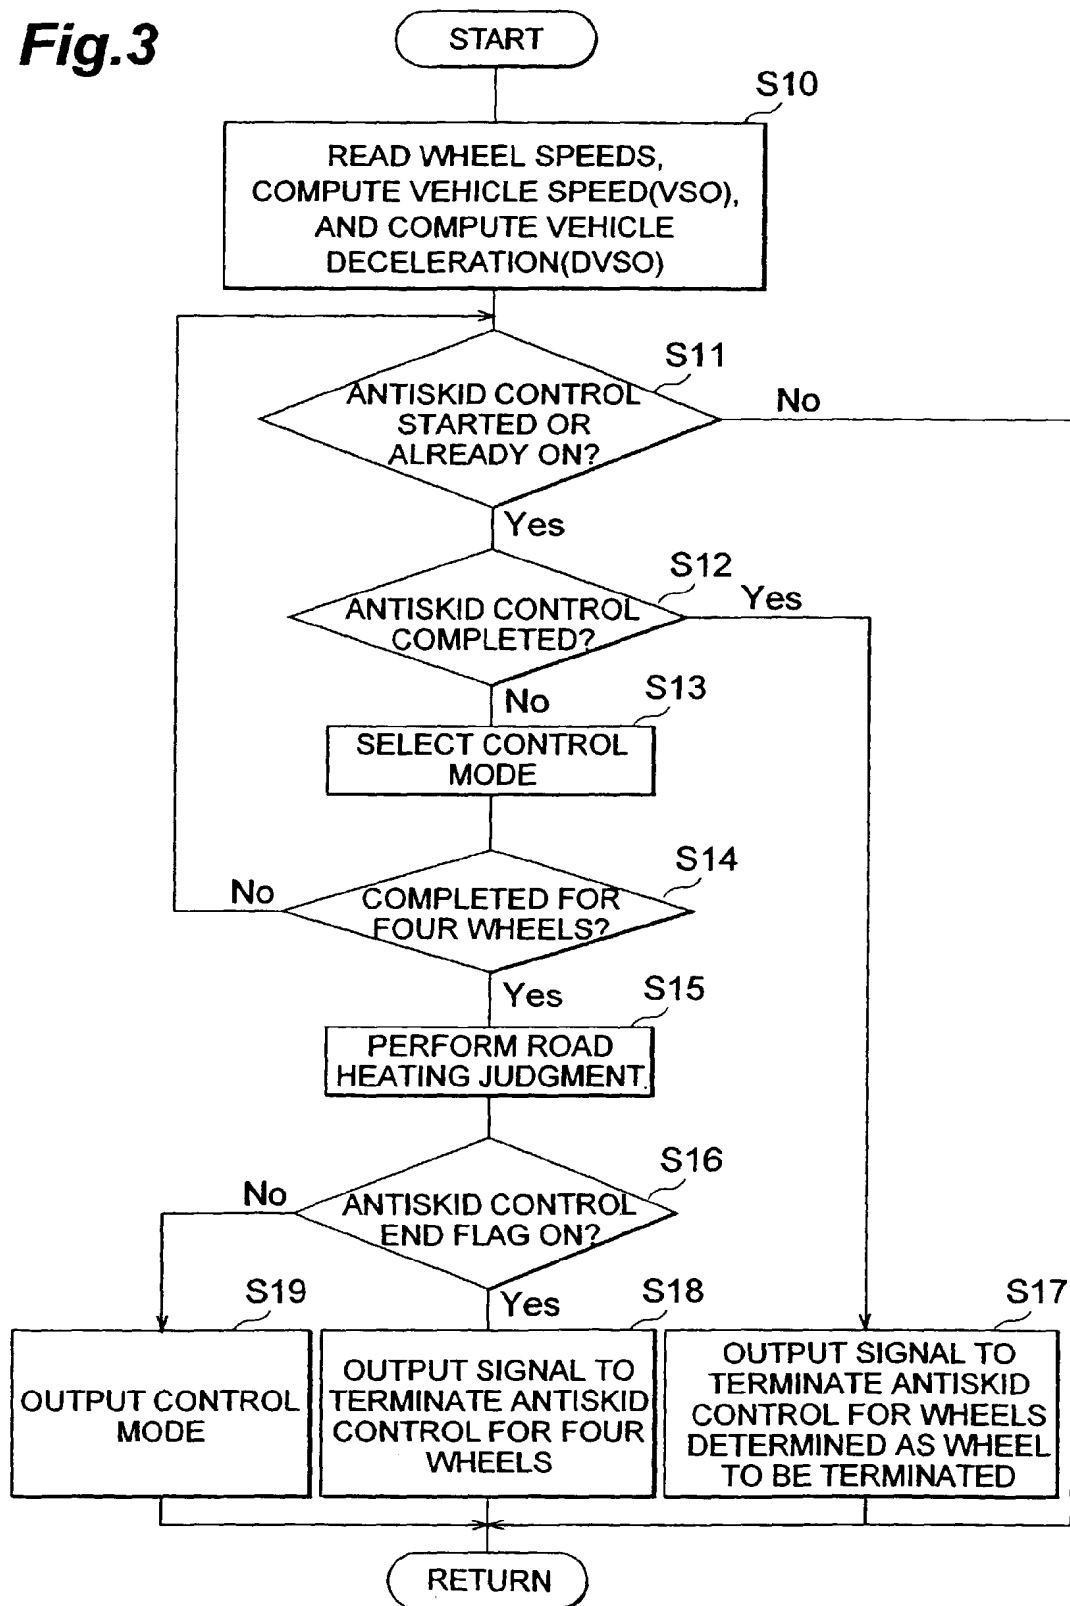 Fig.3
START
S10
READ WHEEL SPEEDS,
COMPUTE VEHICLE SPEED(VSO),
AND COMPUTE VEHICLE
DECELERATION(DVSO)
S11
ANTISKID CONTROL
STARTED OR
ALREADY ON?
No
Yes
S12
ANTISKID CONTROL
COMPLETED?
Yes
No
S13
SELECT CONTROL
MODE
S14
COMPLETED FOR
FOUR WHEELS?
No
Yes
S15
PERFORM ROAD
HEATING JUDGMENT
S16
ANTISKID CONTROL
END FLAG ON?
No
Yes
S19
OUTPUT CONTROL
MODE
S18
OUTPUT SIGNAL TO
TERMINATE ANTISKID
CONTROL FOR FOUR
WHEELS
S17
OUTPUT SIGNAL TO
TERMINATE ANTISKID
CONTROL FOR WHEELS
DETERMINED AS WHEEL
TO BE TERMINATED
RETURN